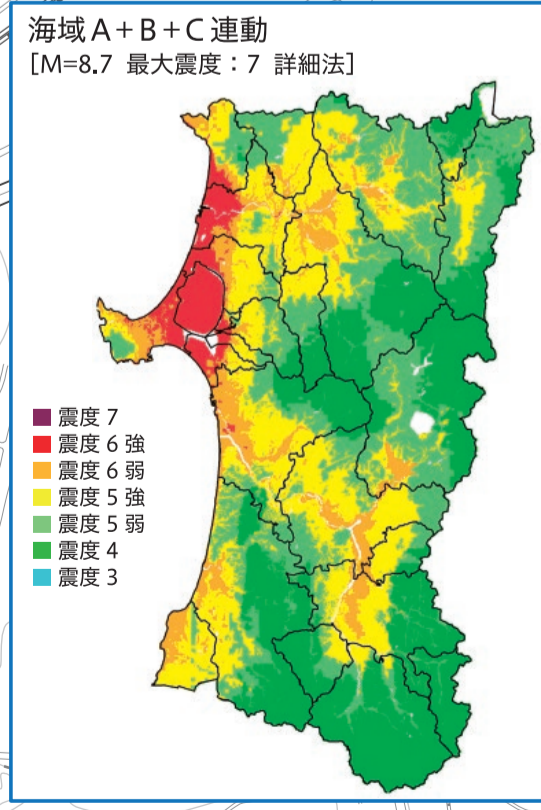 海域A+B+C連動
[M=8.7 最大震度：7 詳細法]
震度 7
震度 6 強
震度 6 弱
震度 5 強
震度 5 弱
震度 4
震度 3